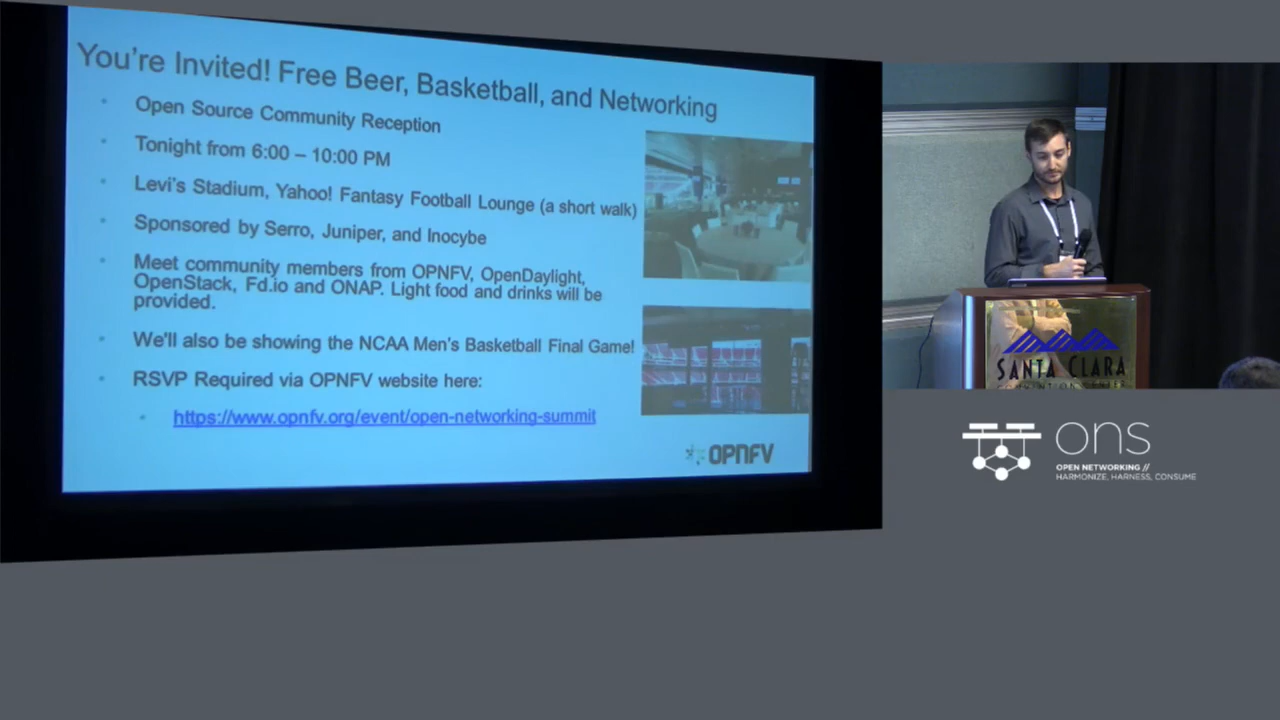 You're Invited! Free Beer, Basketball, and Networking
Open Source Community Reception
Tonight from 6:00 – 10:00 PM
Levi's Stadium, Yahoo! Fantasy Football Lounge (a short walk)
Sponsored by Serro, Juniper, and Inocybe
Meet community members from OPNFV, OpenDaylight,
OpenStack, Fd.io and ONAP. Light food and drinks will be
provided.
We'll also be showing the NCAA Men's Basketball Final Game!
RSVP Required via OPNFV website here:
https://www.opnfv.org/event/open-networking-summit
OPNFV
SANTA CLARA
ons
OPEN NETWORKING //
HARMONIZE, HARNESS, CONSUME